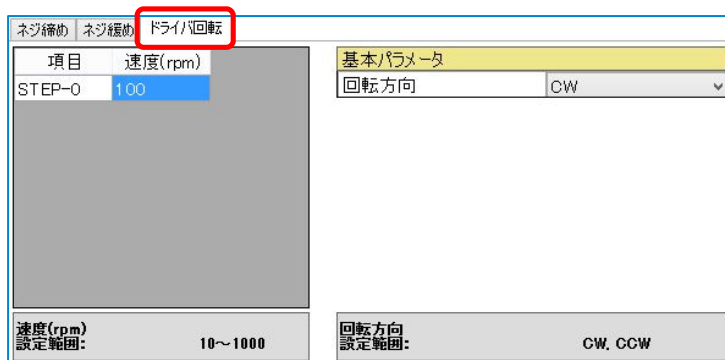 ネジ締め ネジ緩め ドライバ回転
項目 速度(rpm)
STEP-0 100
基本パラメータ
回転方向 CW
速度(rpm)
設定範囲: 10～1000
回転方向
設定範囲: CW, CCW